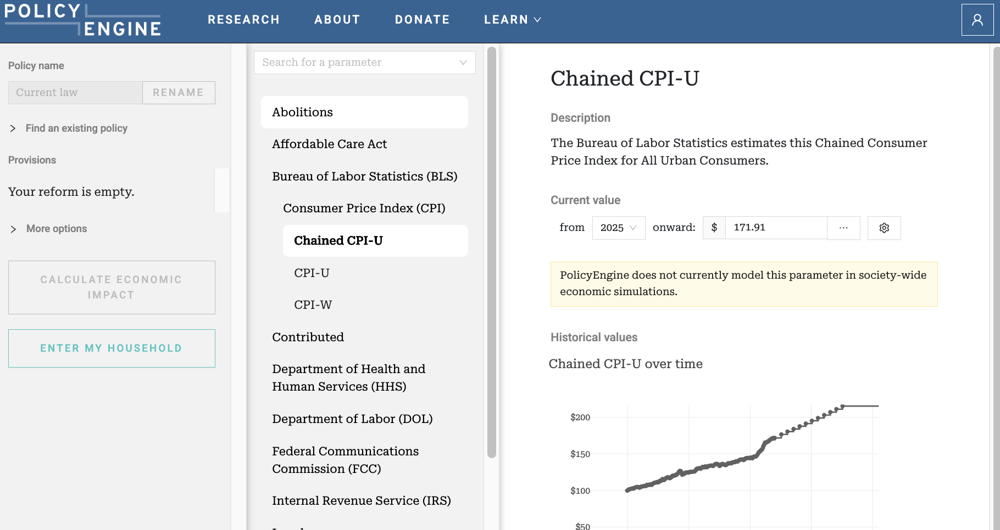 POLICY
ENGINE
RESEARCH
ABOUT
DONATE
LEARN
Policy name
Current law
RENAME
Find an existing policy
Provisions
Your reform is empty.
More options
CALCULATE ECONOMIC
IMPACT
ENTER MY HOUSEHOLD
Search for a parameter
Abolitions
Affordable Care Act
Bureau of Labor Statistics (BLS)
Consumer Price Index (CPI)
Chained CPI-U
CPI-U
CPI-W
Contributed
Department of Health and
Human Services (HHS)
Department of Labor (DOL)
Federal Communications
Commission (FCC)
Internal Revenue Service (IRS)
Chained CPI-U
Description
The Bureau of Labor Statistics estimates this Chained Consumer
Price Index for All Urban Consumers.
Current value
from 2025 onward: $ 171.91 ...
PolicyEngine does not currently model this parameter in society-wide
economic simulations.
Historical values
Chained CPI-U over time
$200
$150
$100
$50